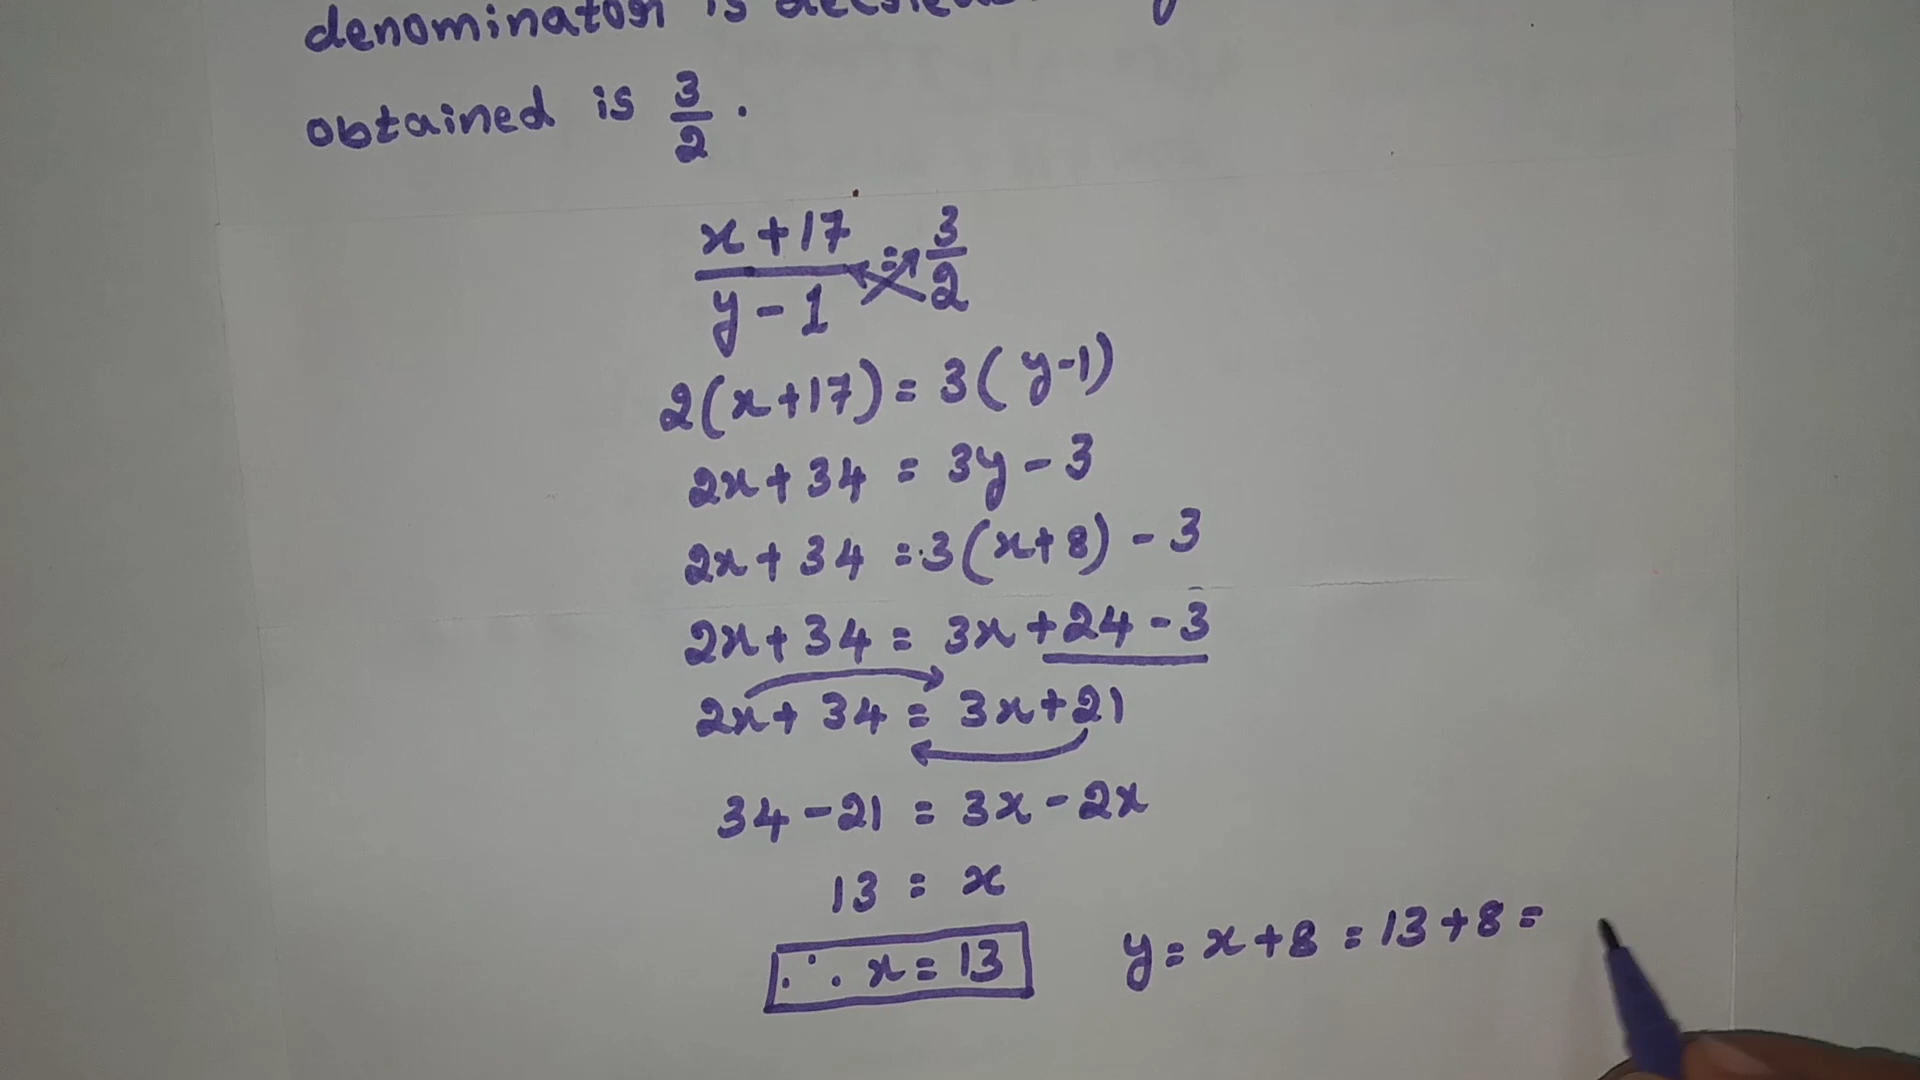 denominator is
obtained is 3/2.
x+17/y-1 = 3/2
2(x+17) = 3(y-1)
2x+34 = 3y-3
2x+34 = 3(x+8)-3
2x+34 = 3x+24-3
2x+34 = 3x+21
34-21 = 3x-2x
13 = x
∴ x=13
y = x+8 = 13+8 =